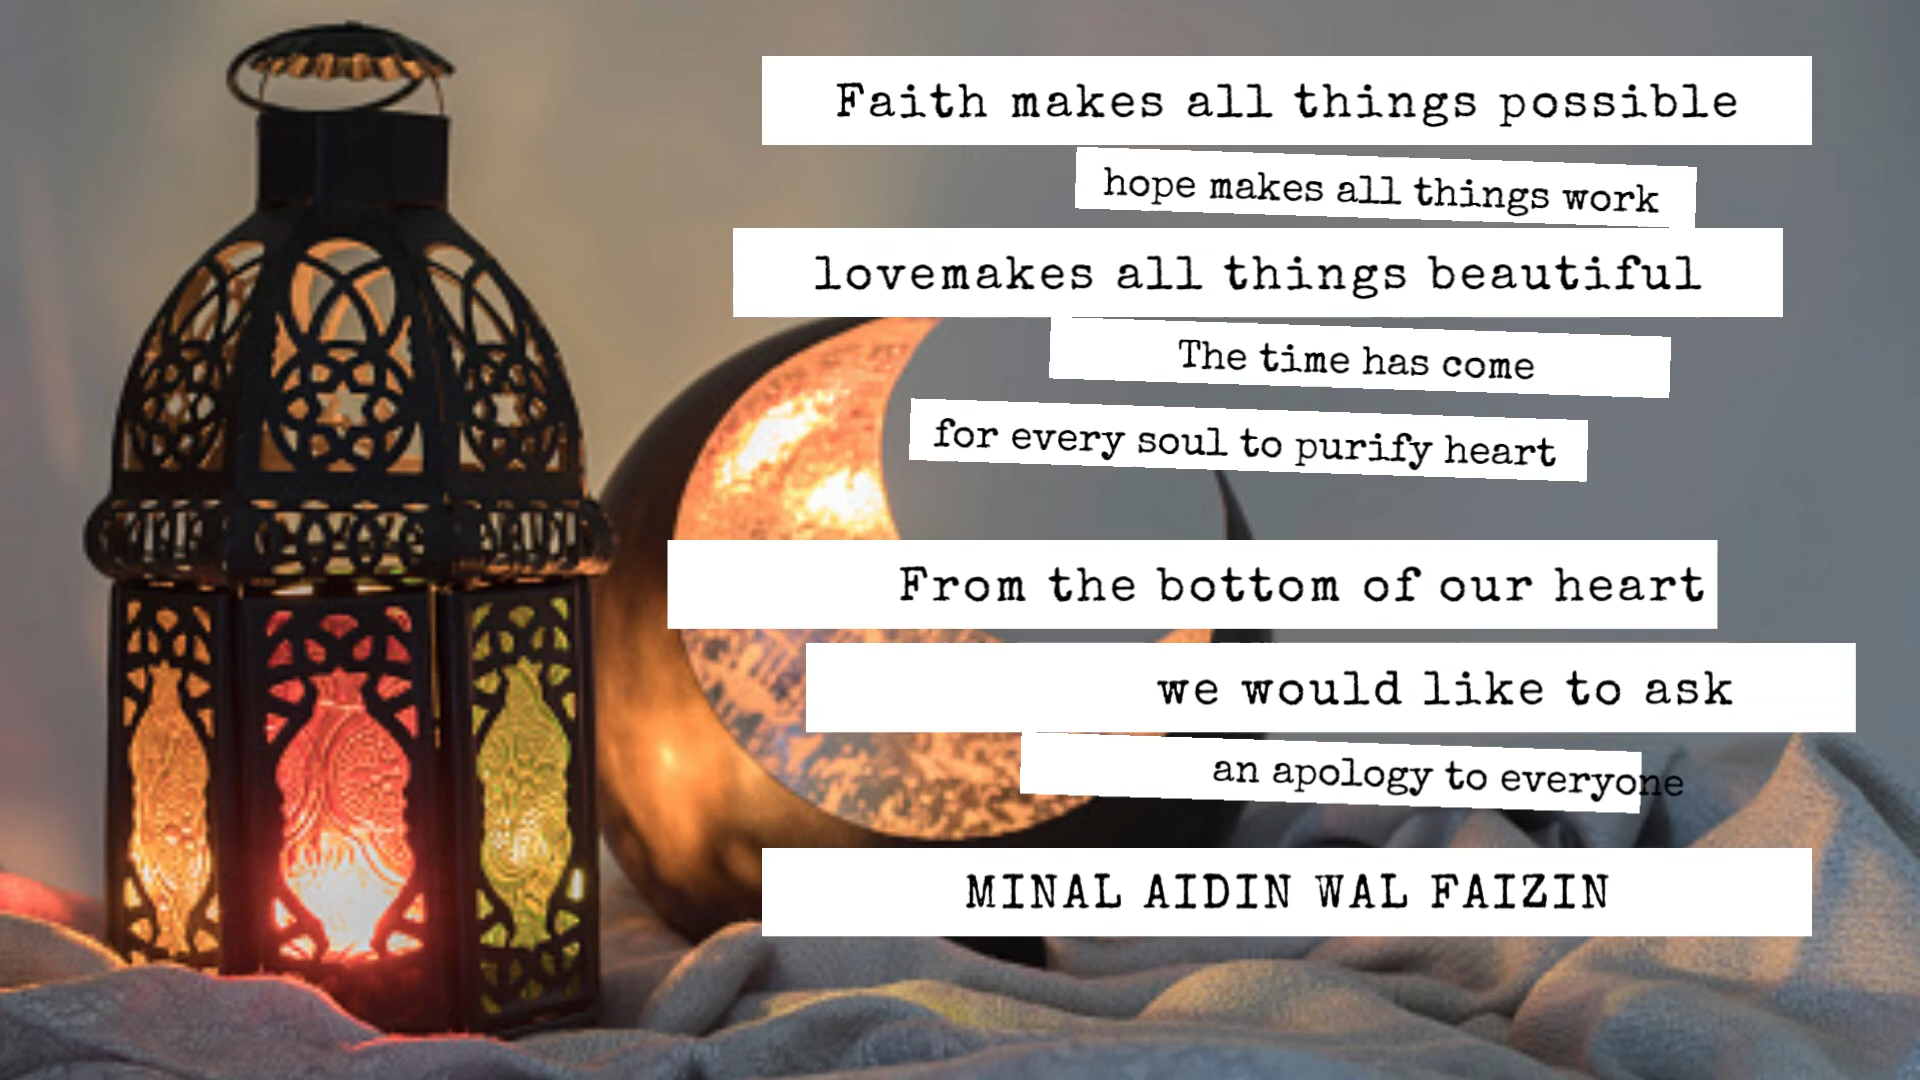 Faith makes all things possible
hope makes all things work
lovemakes all things beautiful
The time has come
for every soul to purify heart
From the bottom of our heart
we would like to ask
an apology to everyone
MINAL AIDIN WAL FAIZIN